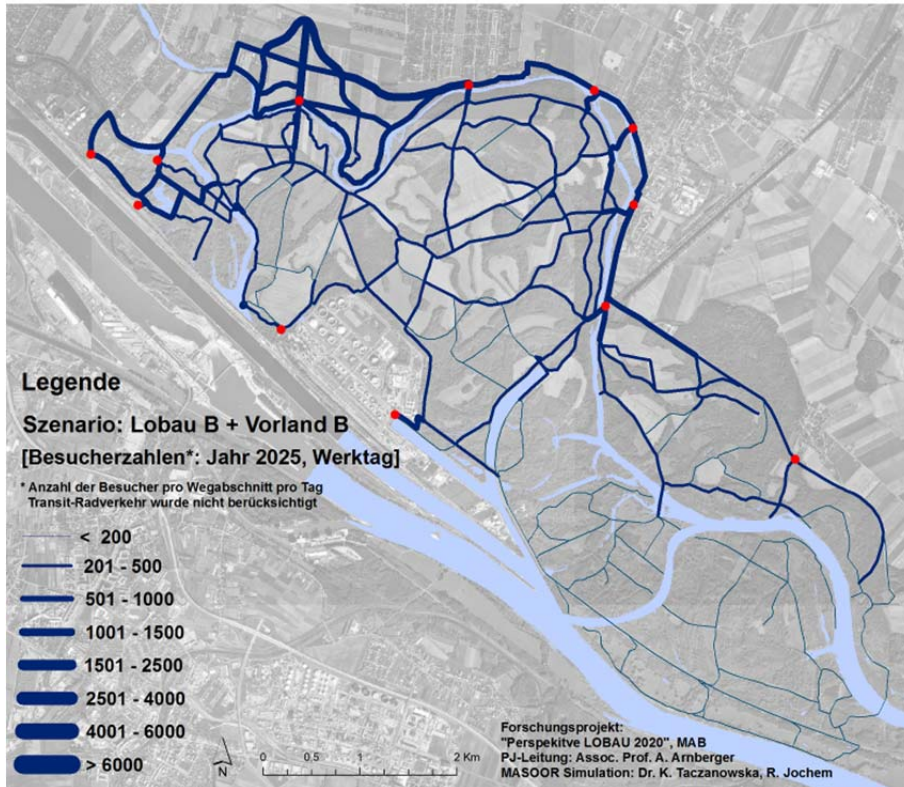 Legende
Szenario: Lobau B + Vorland B
[Besucherzahlen*: Jahr 2025, Werktag]
* Anzahl der Besucher pro Wegabschnitt pro Tag
Transit-Radverkehr wurde nicht berücksichtigt
< 200
201 - 500
501 - 1000
1001 - 1500
1501 - 2500
2501 - 4000
4001 - 6000
> 6000
N
0 0.5 1 2 Km
Forschungsprojekt:
"Perspekitve LOBAU 2020", MAB
PJ-Leitung: Assoc. Prof. A. Arnberger
MASOOR Simulation: Dr. K. Taczanowska, R. Jochem